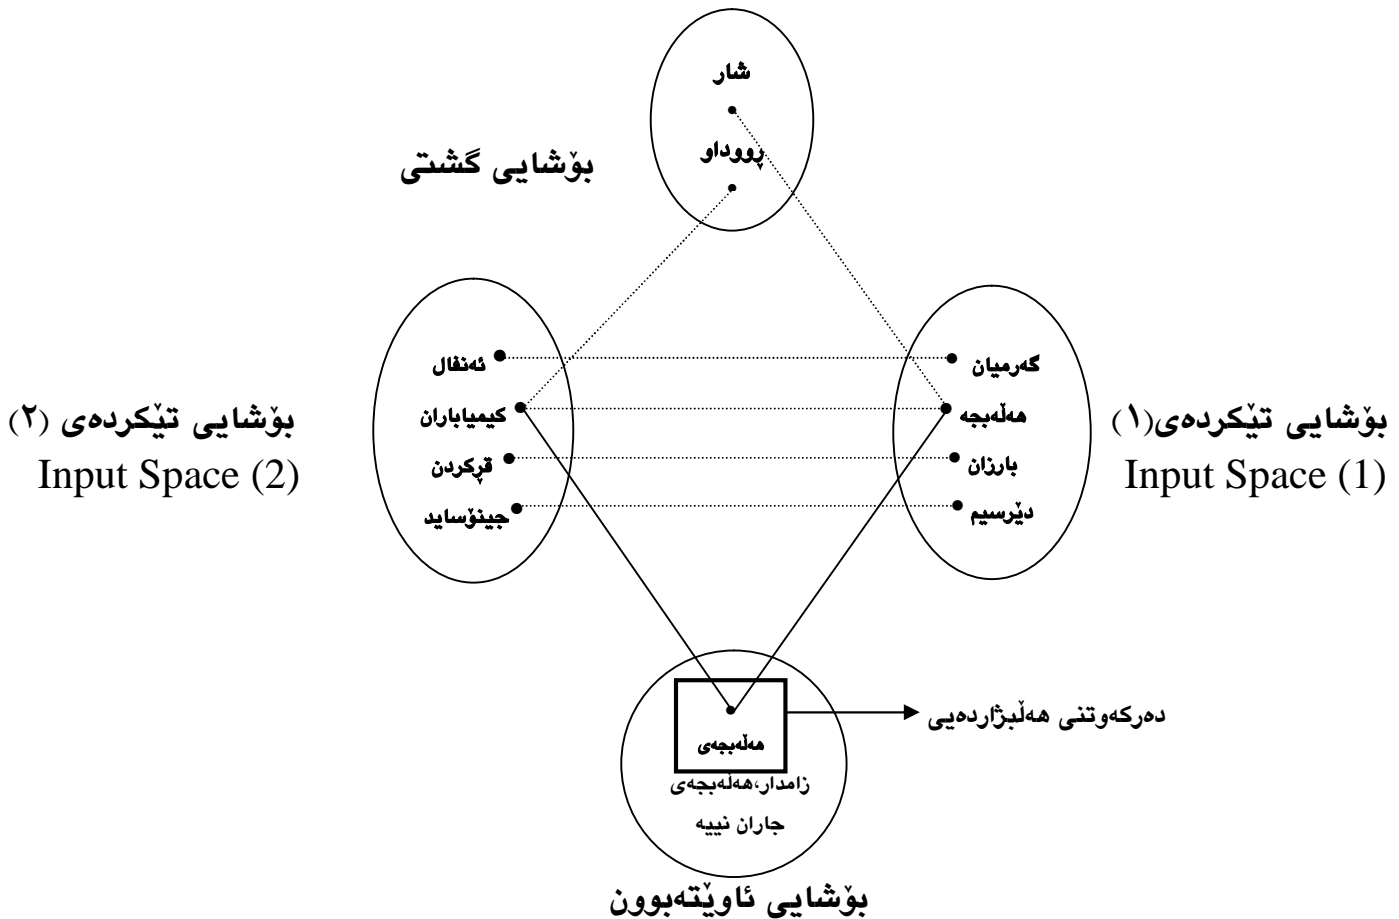 شار
ڕووداو
بۆشایی گشتی
گەرمیان
هەڵەبجە
بارزان
دێرسیم
بۆشایی تێکردەی(١)
Input Space (1)
ئەنفال
کیمیاباران
قڕکردن
جینۆساید
بۆشایی تێکردەی (٢)
Input Space (2)
هەڵەبجەی
زامدار،هەڵەبجەی
جاران نییە
دەرکەوتنی هەڵبژاردەیی
بۆشایی ئاوێتەبوون